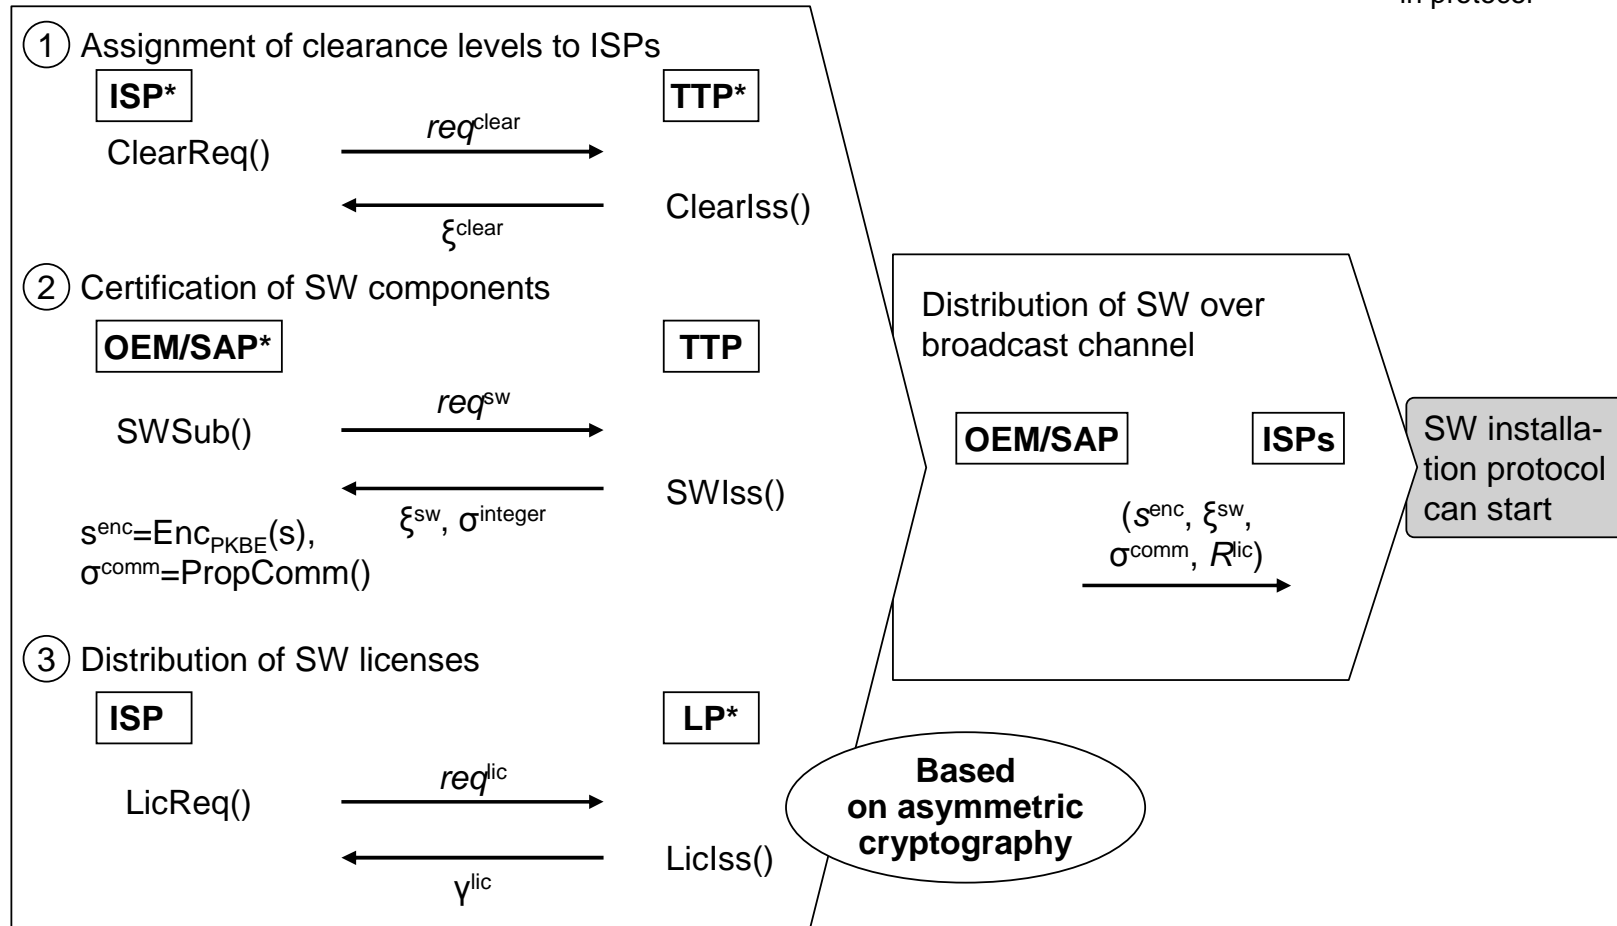 in protocol
1 Assignment of clearance levels to ISPs
ISP* TTP*
req^clear
ClearReq()
ClearIss()
ξ^clear
2 Certification of SW components
OEM/SAP* TTP
req^sw
SWSub()
SWIss()
ξ^sw, σ^integer
s^enc=Enc_PKBE(s),
σ^comm=PropComm()
3 Distribution of SW licenses
ISP LP*
req^lic
LicReq()
LicIss()
γ^lic
Based
on asymmetric
cryptography
Distribution of SW over
broadcast channel
OEM/SAP ISPs
(s^enc, ξ^sw,
σ^comm, R^lic)
SW installa-
tion protocol
can start